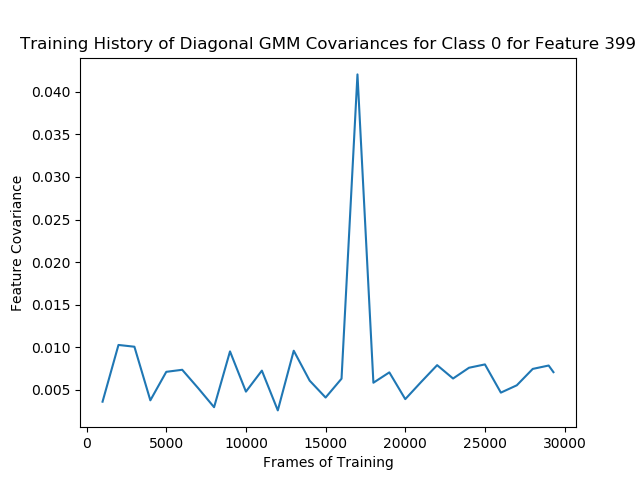 Training History of Diagonal GMM Covariances for Class 0 for Feature 399
0.040
0.035
0.030
0.025
0.020
0.015
0.010
0.005
Feature Covariance
0 5000 10000 15000 20000 25000 30000
Frames of Training